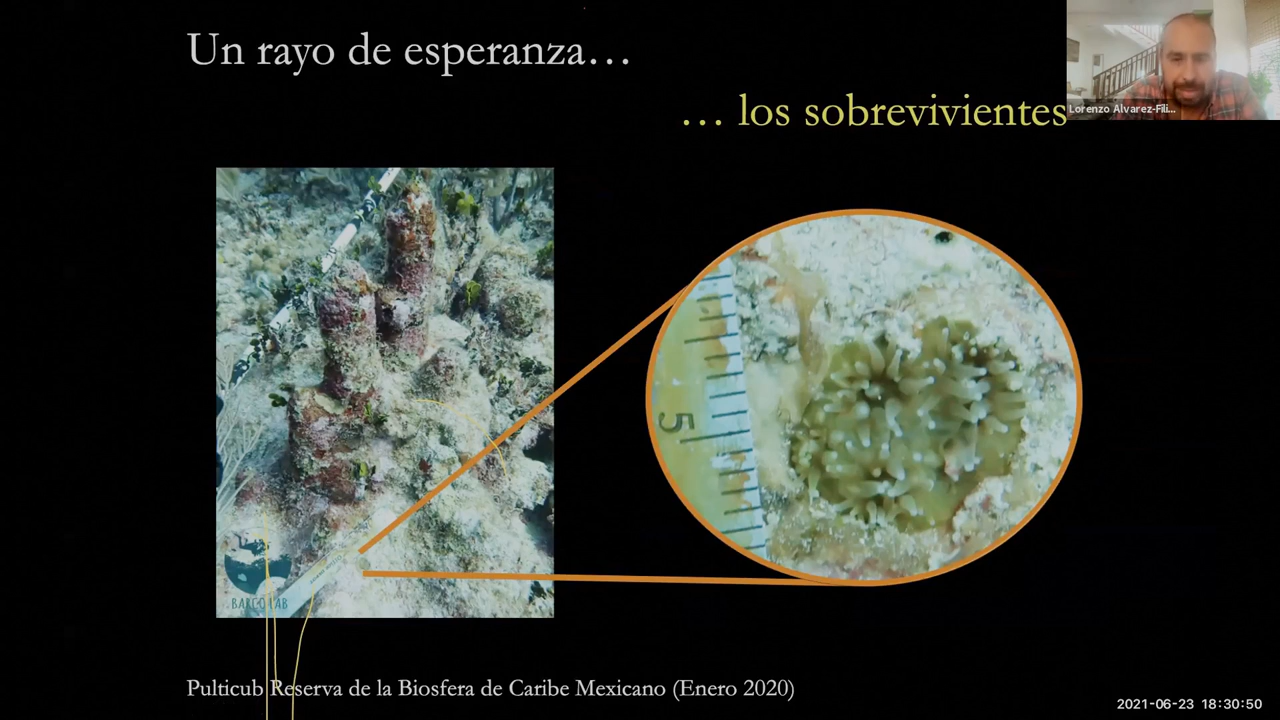 Un rayo de esperanza…
… los sobrevivientes
Lorenzo Alvarez-Fili...
5
BARCO LAB
Pulticub Reserva de la Biosfera de Caribe Mexicano (Enero 2020)
2021-06-23 18:30:50